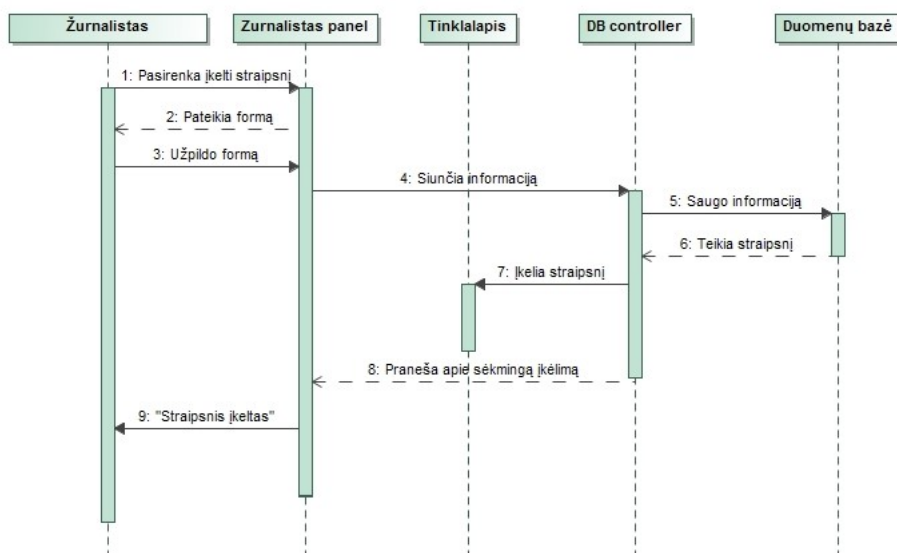 Žurnalistas
Zurnalistas panel
Tinklalapis
DB controller
Duomenų bazė
1: Pasirenka įkelti straipsnį
2: Pateikia formą
3: Užpildo formą
4: Siunčia informaciją
5: Saugo informaciją
6: Teikia straipsnį
7: Įkelia straipsnį
8: Praneša apie sėkmingą įkėlimą
9: "Straipsnis įkeltas"